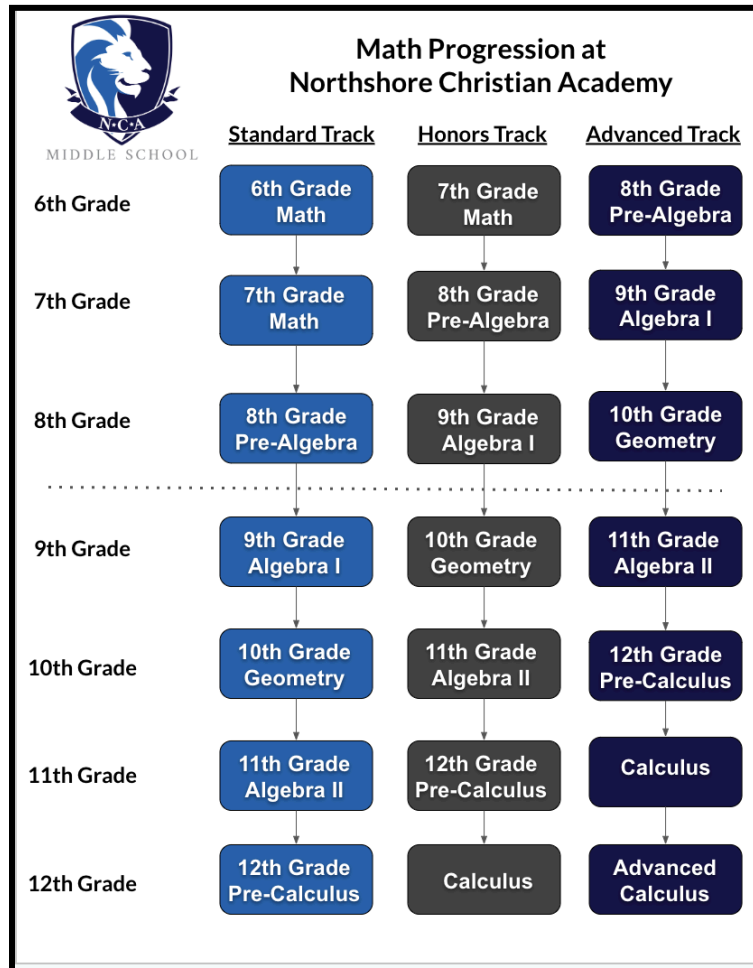 Math Progression at
Northshore Christian Academy
N·C·A
MIDDLE SCHOOL
Standard Track
Honors Track
Advanced Track
6th Grade
6th Grade
Math
7th Grade
Math
8th Grade
Pre-Algebra
7th Grade
7th Grade
Math
8th Grade
Pre-Algebra
9th Grade
Algebra I
8th Grade
8th Grade
Pre-Algebra
9th Grade
Algebra I
10th Grade
Geometry
9th Grade
9th Grade
Algebra I
10th Grade
Geometry
11th Grade
Algebra II
10th Grade
10th Grade
Geometry
11th Grade
Algebra II
12th Grade
Pre-Calculus
11th Grade
11th Grade
Algebra II
12th Grade
Pre-Calculus
Calculus
12th Grade
12th Grade
Pre-Calculus
Calculus
Advanced
Calculus